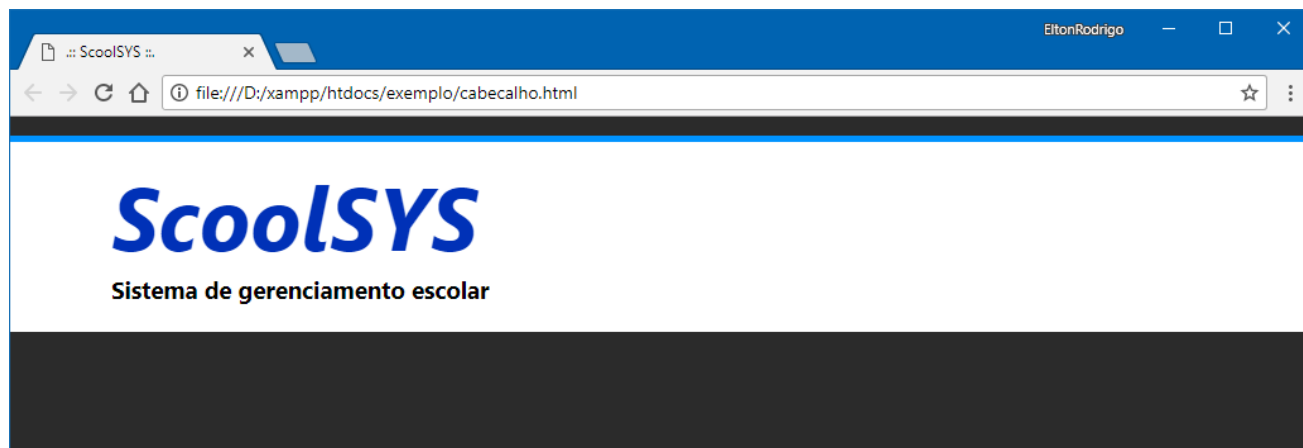 EltonRodrigo
.:: ScoolSYS ::.
file:///D:/xampp/htdocs/exemplo/cabecalho.html
ScoolSYS
Sistema de gerenciamento escolar